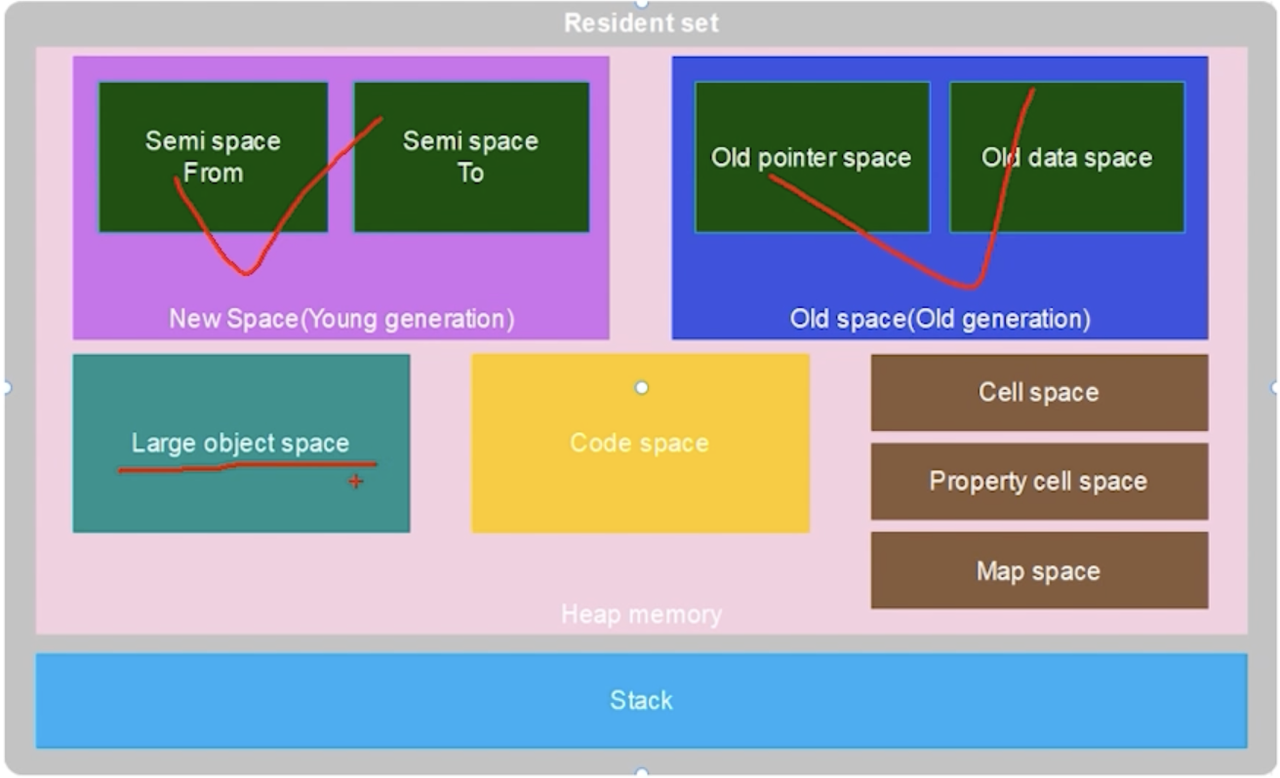 Resident set
Semi space
From
Semi space
To
Old pointer space
Old data space
New Space(Young generation)
Old space(Old generation)
Large object space
Code space
Cell space
Property cell space
Map space
Heap memory
Stack